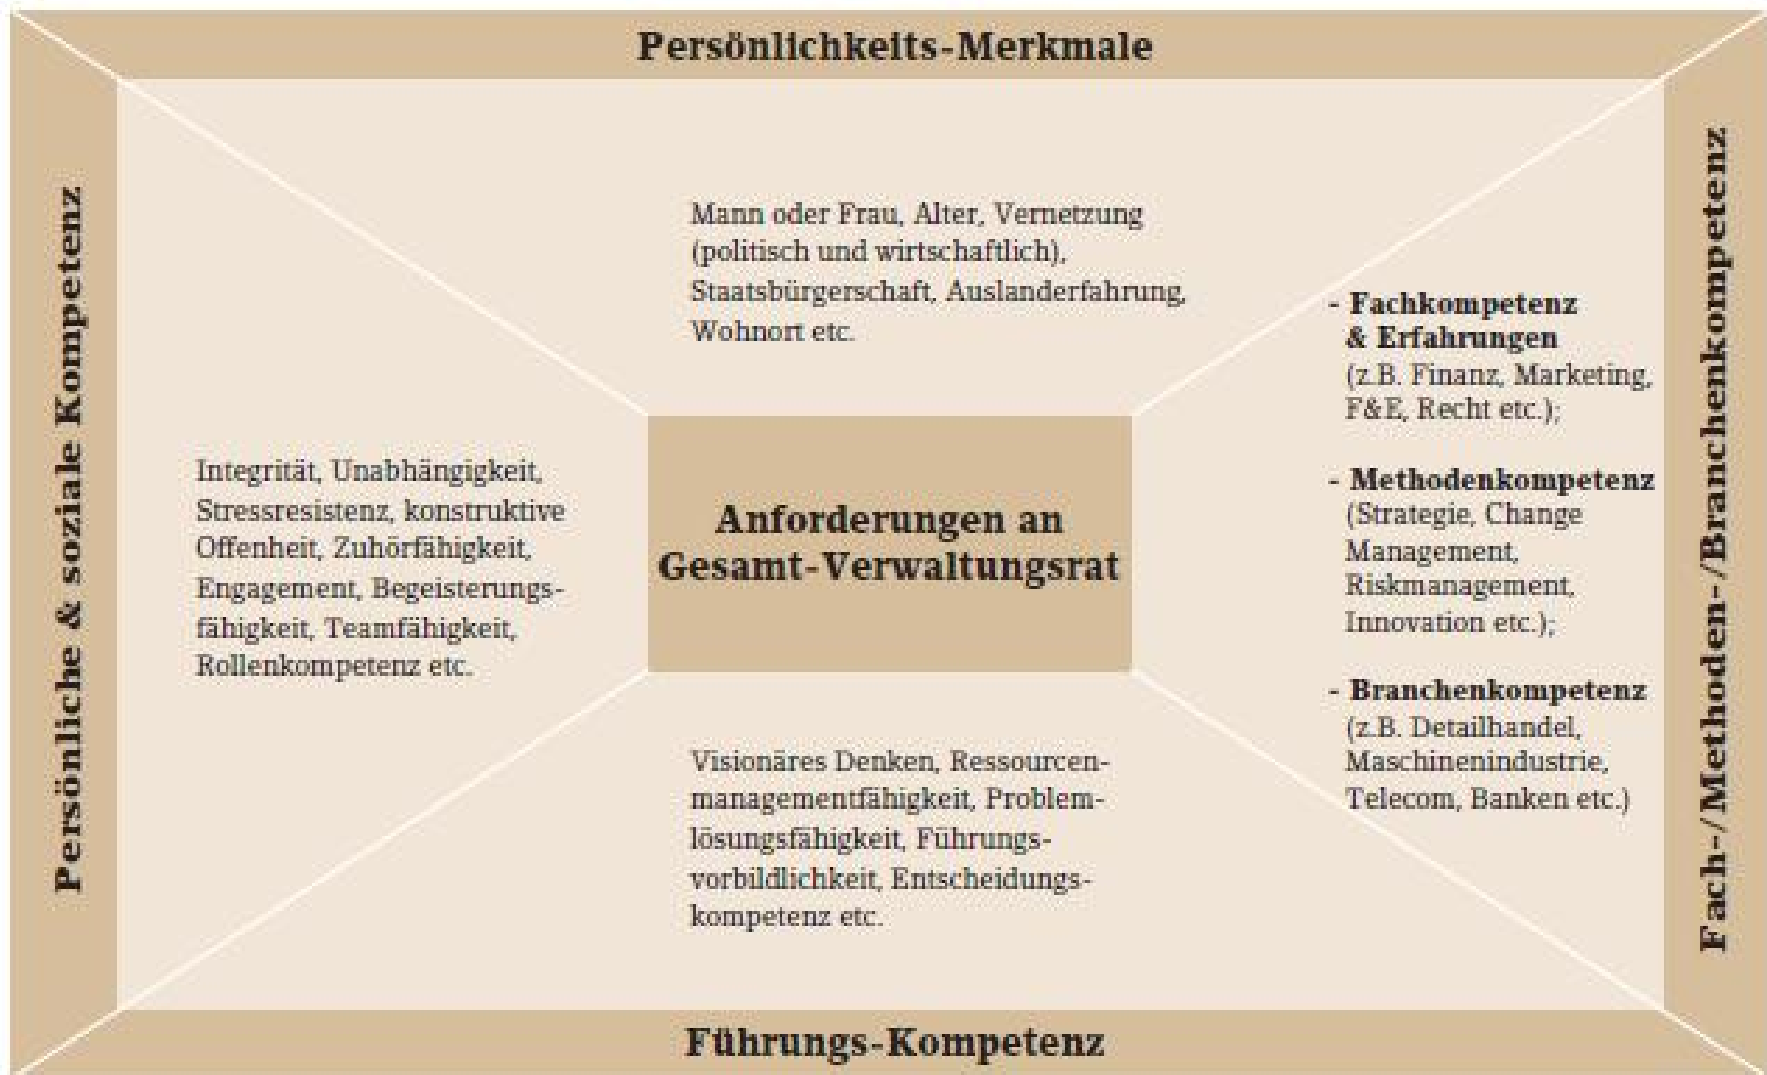 Persönlichkeits-Merkmale
Mann oder Frau, Alter, Vernetzung
(politisch und wirtschaftlich),
Staatsbürgerschaft, Auslanderfahrung,
Wohnort etc.
Persönliche & soziale Kompetenz
Integrität, Unabhängigkeit,
Stressresistenz, konstruktive
Offenheit, Zuhörfähigkeit,
Engagement, Begeisterungs-
fähigkeit, Teamfähigkeit,
Rollenkompetenz etc.
Anforderungen an
Gesamt-Verwaltungsrat
- Fachkompetenz
& Erfahrungen
(z.B. Finanz, Marketing,
F&E, Recht etc.);
- Methodenkompetenz
(Strategie, Change
Management,
Riskmanagement,
Innovation etc.);
- Branchenkompetenz
(z.B. Detailhandel,
Maschinenindustrie,
Telecom, Banken etc.)
Fach-/Methoden-/Branchenkompetenz
Visionäres Denken, Ressourcen-
managementfähigkeit, Problem-
lösungsfähigkeit, Führungs-
vorbildlichkeit, Entscheidungs-
kompetenz etc.
Führungs-Kompetenz